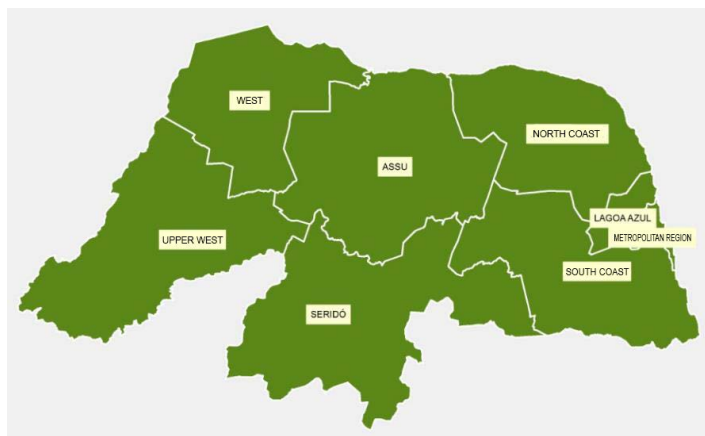 WEST
NORTH COAST
ASSU
LAGOA AZUL
METROPOLITAN REGION
UPPER WEST
SOUTH COAST
SERIDÓ